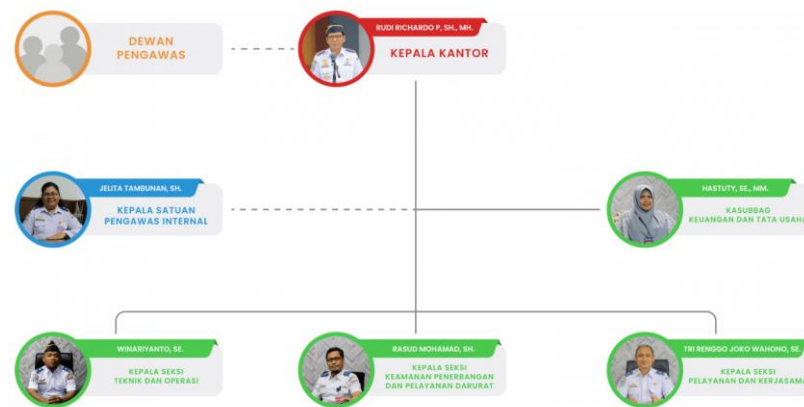 RUDI RICHARDO P, SH., MH.
KEPALA KANTOR
DEWAN
PENGAWAS
JELITA TAMBUNAN, SH.
KEPALA SATUAN
PENGAWAS INTERNAL
HASTUTY, SE., MM.
KASUBBAG
KEUANGAN DAN TATA USAHA
WINARIYANTO, SE.
KEPALA SEKSI
TEKNIK DAN OPERASI
RASUD MOHAMAD, SH.
KEPALA SEKSI
KEAMANAN PENERBANGAN
DAN PELAYANAN DARURAT
TRI RENGGO JOKO WAHONO, SE.
KEPALA SEKSI
PELAYANAN DAN KERJASAMA